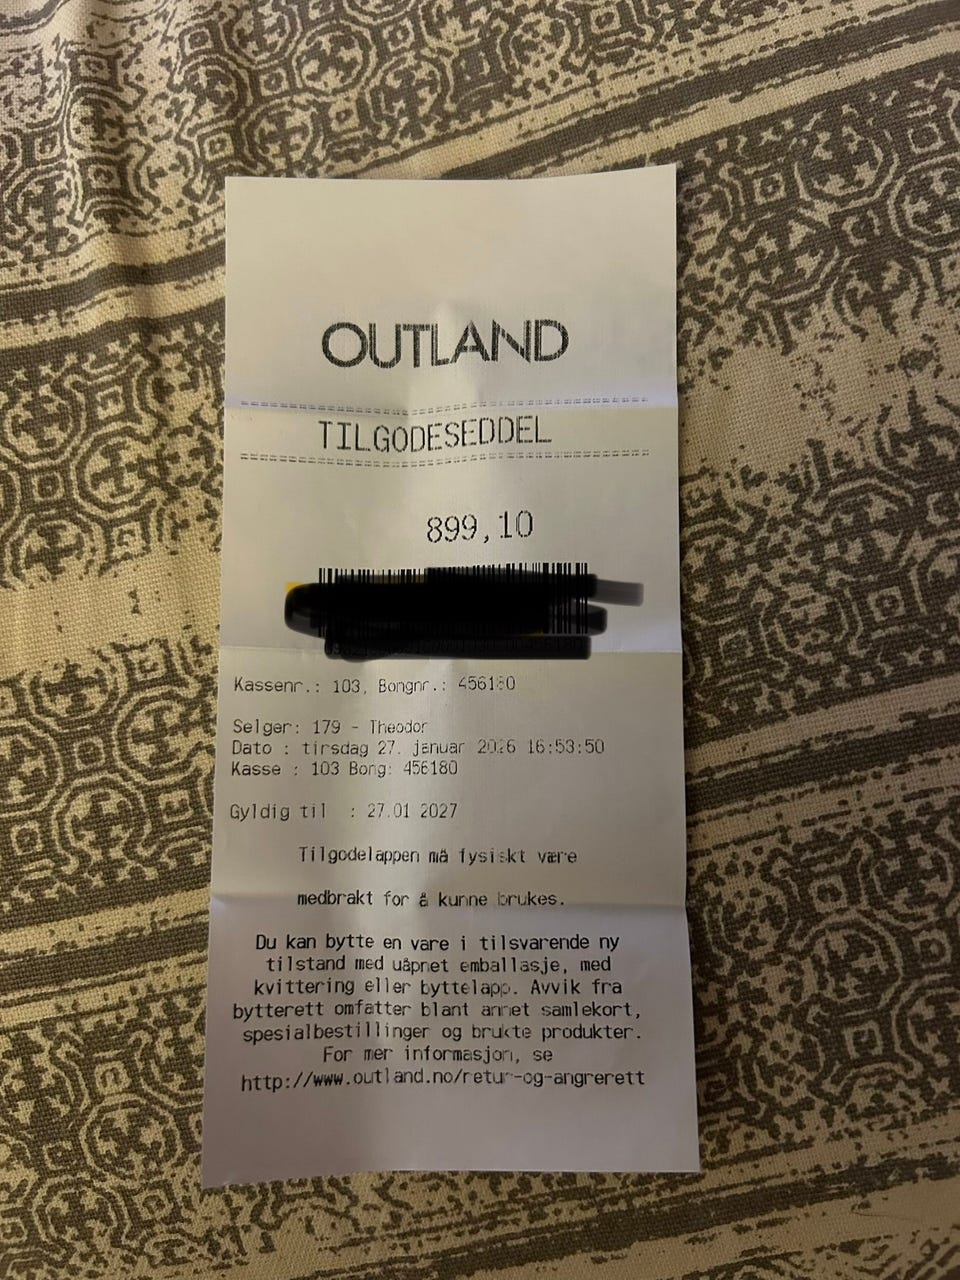 OUTLAND
TILGODESEDDEL
899,10
Kassenr.: 103, Bongnr.: 456180
Selger: 179 - Theodor
Dato : tirsdag 27. januar 2026 16:53:50
Kasse : 103 Bong: 456180
Gyldig til : 27.01 2027
Tilgodelappen må fysiskt være
medbrakt for å kunne brukes.
Du kan bytte en vare i tilsvarende ny
tilstand med uåpnet emballasje, med
kvittering eller byttelapp. Avvik fra
bytterett omfatter blant annet samlekort,
spesialbestillinger og brukte produkter.
For mer informasjon, se
http://www.outland.no/retur-og-angrerett